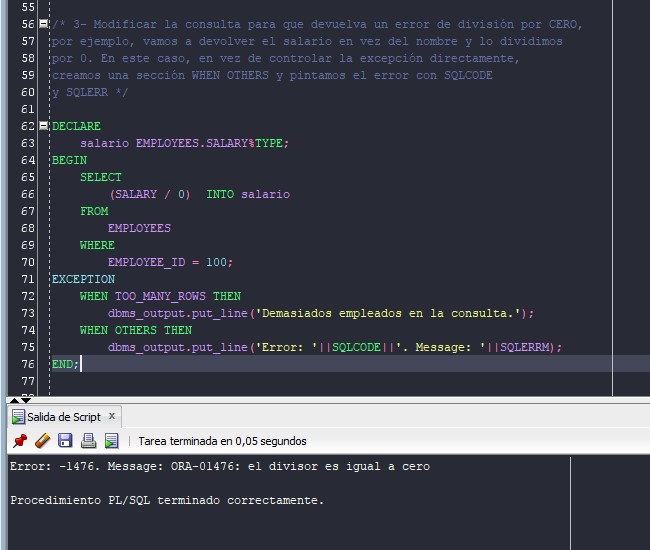 55
56 /* 3- Modificar la consulta para que devuelva un error de división por CERO,
57 por ejemplo, vamos a devolver el salario en vez del nombre y lo dividimos
58 por 0. En este caso, en vez de controlar la excepción directamente,
59 creamos una sección WHEN OTHERS y pintamos el error con SQLCODE
60 y SQLERR */
61
62 DECLARE
63 salario EMPLOYEES.SALARY%TYPE;
64 BEGIN
65 SELECT
66 (SALARY / 0)  INTO salario
67 FROM
68 EMPLOYEES
69 WHERE
70 EMPLOYEE_ID = 100;
71 EXCEPTION
72 WHEN TOO_MANY_ROWS THEN
73 dbms_output.put_line('Demasiados empleados en la consulta.');
74 WHEN OTHERS THEN
75 dbms_output.put_line('Error: '||SQLCODE||'. Message: '||SQLERRM);
76 END;
77
Salida de Script x
Tarea terminada en 0,05 segundos
Error: -1476. Message: ORA-01476: el divisor es igual a cero
Procedimiento PL/SQL terminado correctamente.